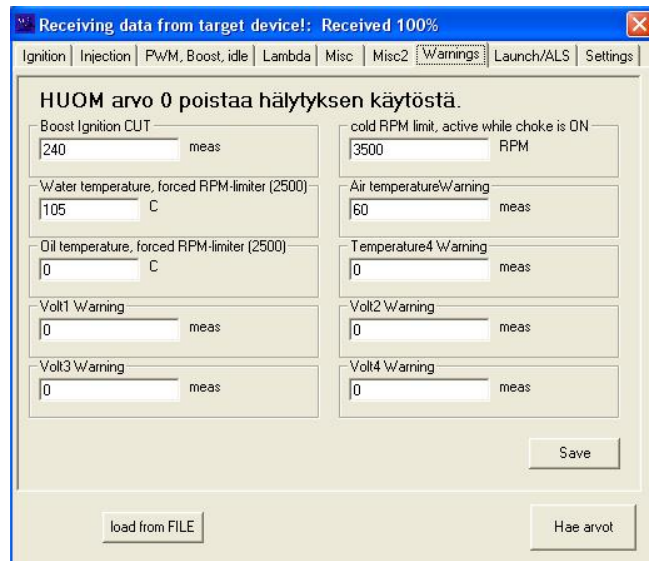 Receiving data from target device!: Received 100%
Ignition Injection PWM, Boost, idle Lambda Misc Misc2 Warnings Launch/ALS Settings
HUOM arvo 0 poistaa hälytyksen käytöstä.
Boost Ignition CUT
240 meas
cold RPM limit, active while choke is ON
3500 RPM
Water temperature, forced RPM-limiter (2500)
105 C
Air temperatureWarning
60 meas
Oil temperature, forced RPM-limiter (2500)
0 C
Temperature4 Warning
0 meas
Volt1 Warning
0 meas
Volt2 Warning
0 meas
Volt3 Warning
0 meas
Volt4 Warning
0 meas
Save
load from FILE
Hae arvot